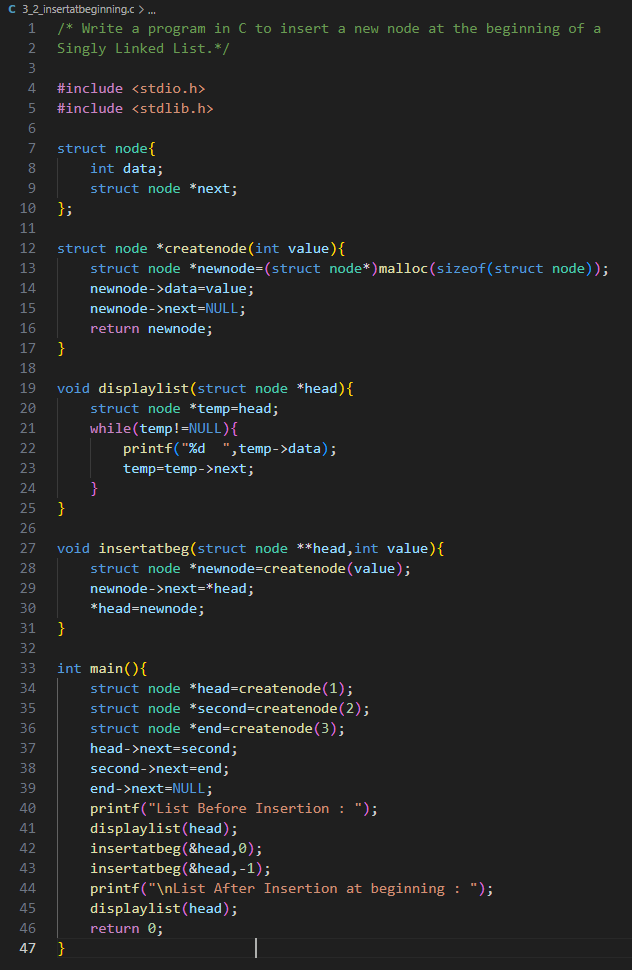 C 3_2_insertatbeginning.c > ...
1 /* Write a program in C to insert a new node at the beginning of a
2 Singly Linked List.*/
3
4 #include <stdio.h>
5 #include <stdlib.h>
6
7 struct node{
8     int data;
9     struct node *next;
10 };
11
12 struct node *createnode(int value){
13     struct node *newnode=(struct node*)malloc(sizeof(struct node));
14     newnode->data=value;
15     newnode->next=NULL;
16     return newnode;
17 }
18
19 void displaylist(struct node *head){
20     struct node *temp=head;
21     while(temp!=NULL){
22         printf("%d  ",temp->data);
23         temp=temp->next;
24     }
25 }
26
27 void insertatbeg(struct node **head,int value){
28     struct node *newnode=createnode(value);
29     newnode->next=*head;
30     *head=newnode;
31 }
32
33 int main(){
34     struct node *head=createnode(1);
35     struct node *second=createnode(2);
36     struct node *end=createnode(3);
37     head->next=second;
38     second->next=end;
39     end->next=NULL;
40     printf("List Before Insertion : ");
41     displaylist(head);
42     insertatbeg(&head,0);
43     insertatbeg(&head,-1);
44     printf("\nList After Insertion at beginning : ");
45     displaylist(head);
46     return 0;
47 }